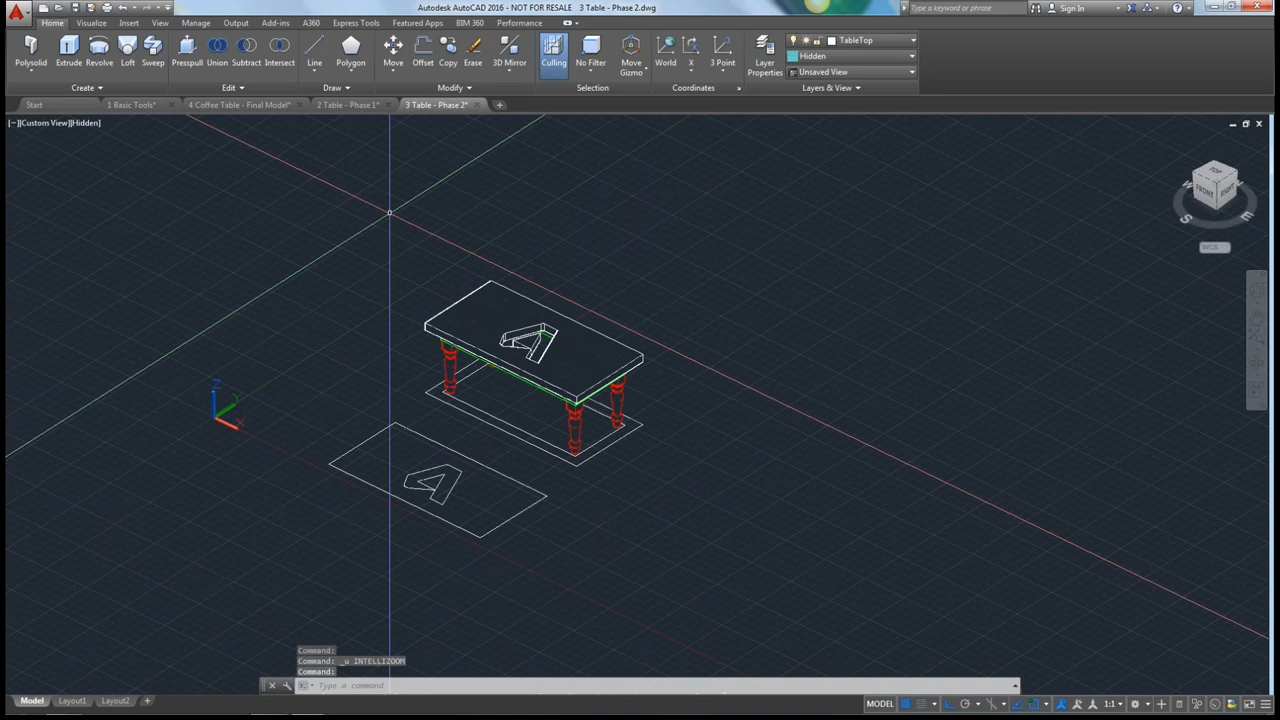 Autodesk AutoCAD 2016 - NOT FOR RESALE 3 Table - Phase 2.dwg
Type a keyword or phrase
Sign In
Home Visualize Insert View Manage Output Add-ins A360 Express Tools Featured Apps BIM 360 Performance
Polysolid Extrude Revolve Loft Sweep Presspull Union Subtract Intersect Line Polygon Move Offset Copy Erase 3D Mirror Culling No Filter Move Gizmo World X 3 Point Layer Properties
TableTop
Hidden
Unsaved View
Create Edit Draw Modify Selection Coordinates Layers & View
Start 1 Basic Tools* 4 Coffee Table - Final Model* 2 Table - Phase 1* 3 Table - Phase 2*
[−][Custom View][Hidden]
TOP
FRONT RIGHT
W
S E
WCS
A
Z
Y
X
A
Command:
Command: _u INTELLIZOOM
Command:
Type a command
Model Layout1 Layout2 +
MODEL 1:1